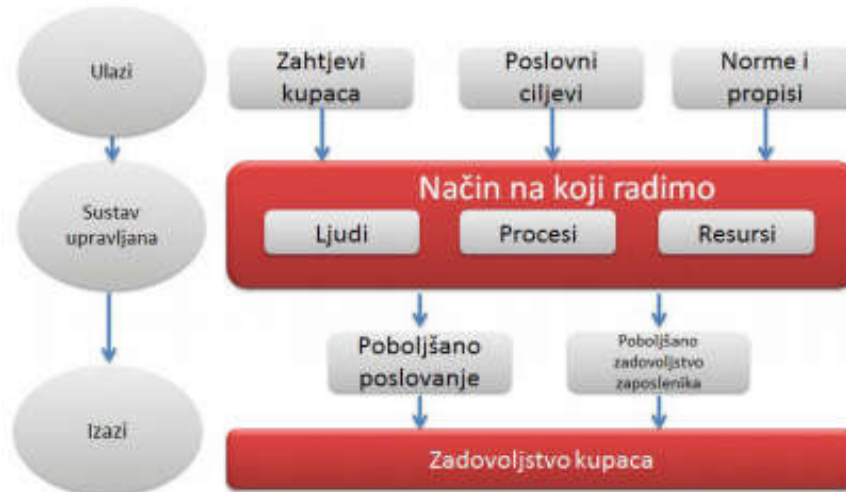 Ulazi
Zahtjevi
kupaca
Poslovni
ciljevi
Norme i
propisi
Sustav
upravljana
Način na koji radimo
Ljudi
Procesi
Resursi
Poboljšano
poslovanje
Poboljšano
zadovoljstvo
zaposlenika
Izazi
Zadovoljstvo kupaca